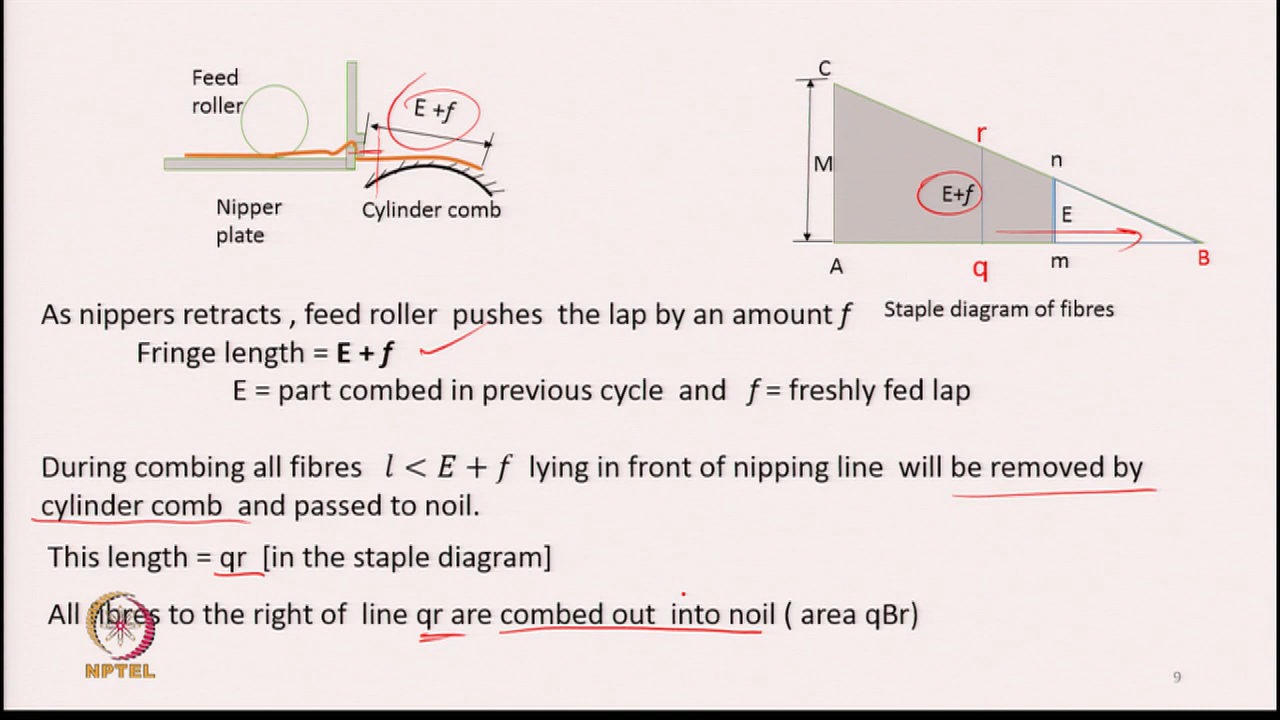 Feed
roller
E +f
Nipper
plate
Cylinder comb
C
r
n
M
E+f
E
A
q
m
B
Staple diagram of fibres
As nippers retracts , feed roller pushes the lap by an amount f
Fringe length = E + f
E = part combed in previous cycle and f = freshly fed lap
During combing all fibres l < E + f lying in front of nipping line will be removed by
cylinder comb and passed to noil.
This length = qr [in the staple diagram]
All fibres to the right of line qr are combed out into noil ( area qBr)
NPTEL
9